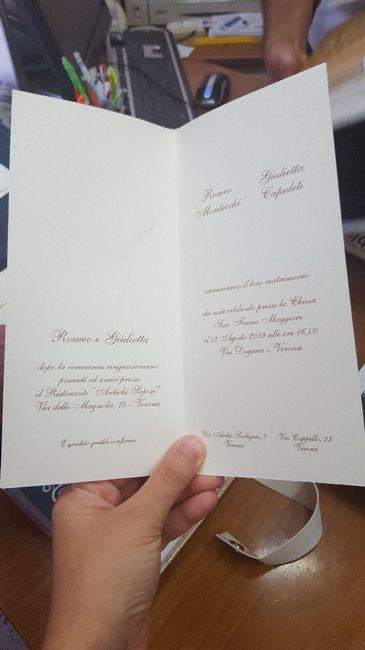 Romeo e Giulietta
dopo la cerimonia ringrazieranno
parenti ed amici presso
il Ristorante "Antichi Sapori"
Via delle Magnolie, 15 - Verona
È gradita gentile conferma
Romeo
Montecchi
Giulietta
Capuleti
annunciano il loro matrimonio
che sarà celebrato presso la Chiesa
San Fermo Maggiore
il 12 Agosto 2019 alle ore 16,00
Via Dogana - Verona
Via Archi Scaligeri, 2
Verona
Via Cappello, 22
Verona